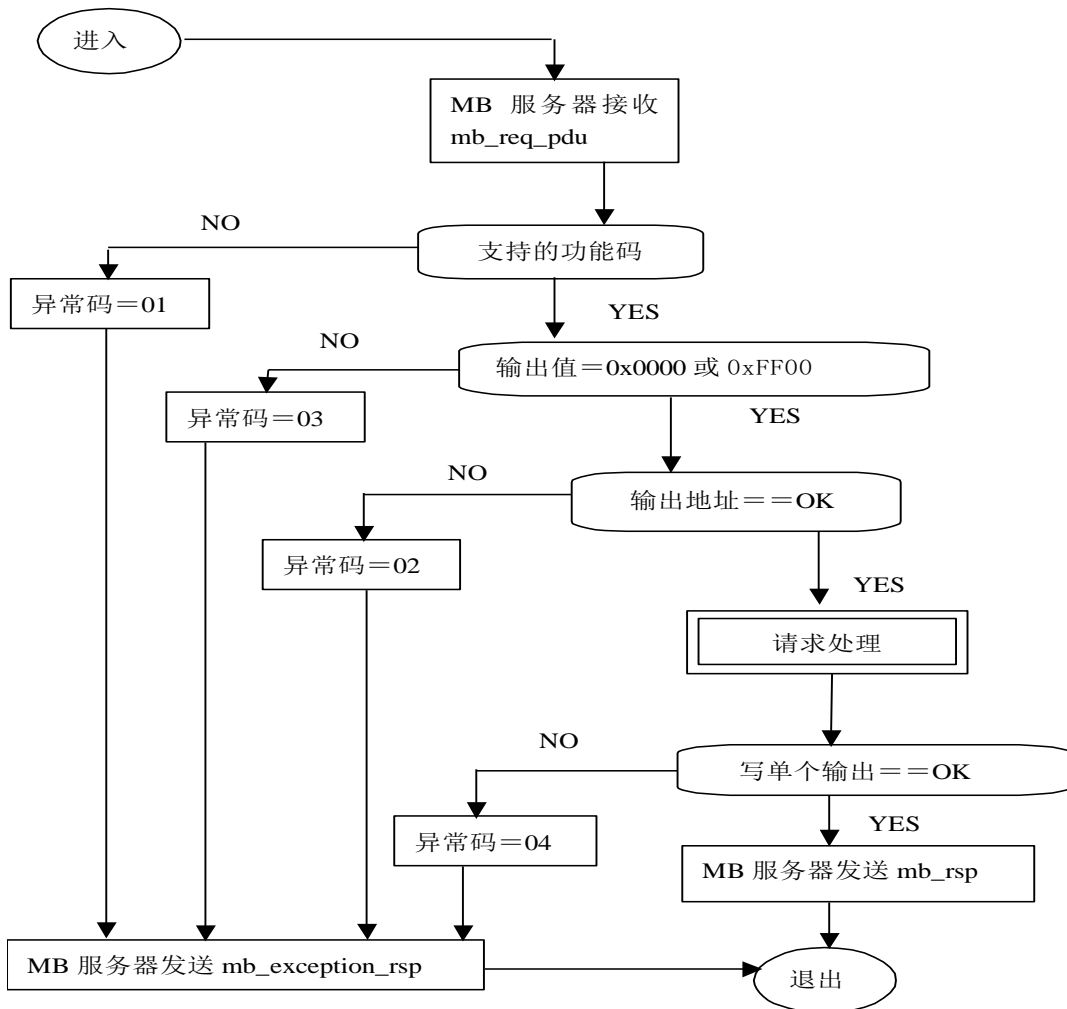 进入
MB 服务器接收
mb_req_pdu
NO
支持的功能码
异常码＝01
YES
NO
输出值＝0x0000 或 0xFF00
异常码＝03
YES
NO
输出地址＝＝OK
异常码＝02
YES
请求处理
NO
写单个输出＝＝OK
异常码＝04
YES
MB 服务器发送 mb_rsp
MB 服务器发送 mb_exception_rsp
退出